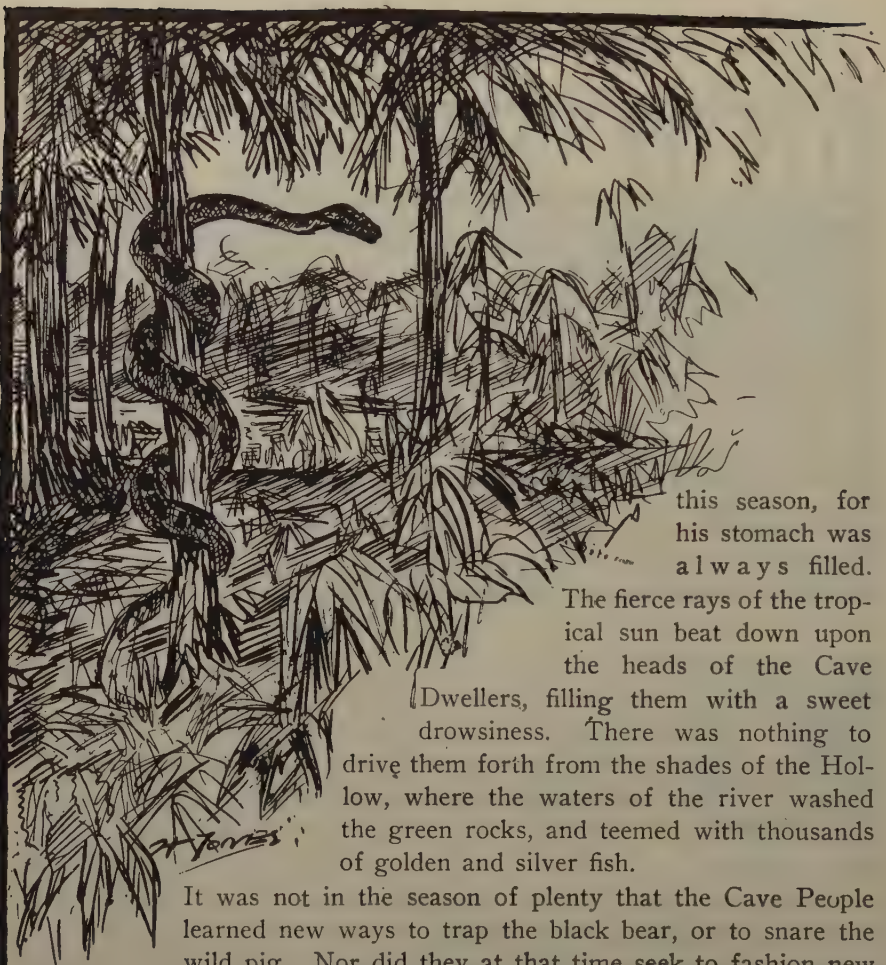 this season, for
his stomach was
always filled.
The fierce rays of the trop-
ical sun beat down upon
the heads of the Cave
Dwellers, filling them with a sweet
drowsiness. There was nothing to
drive them forth from the shades of the Hol-
low, where the waters of the river washed
the green rocks, and teemed with thousands
of golden and silver fish.
It was not in the season of plenty that the Cave People
learned new ways to trap the black bear, or to snare the
wild pig. Nor did they at that time seek to fashion new